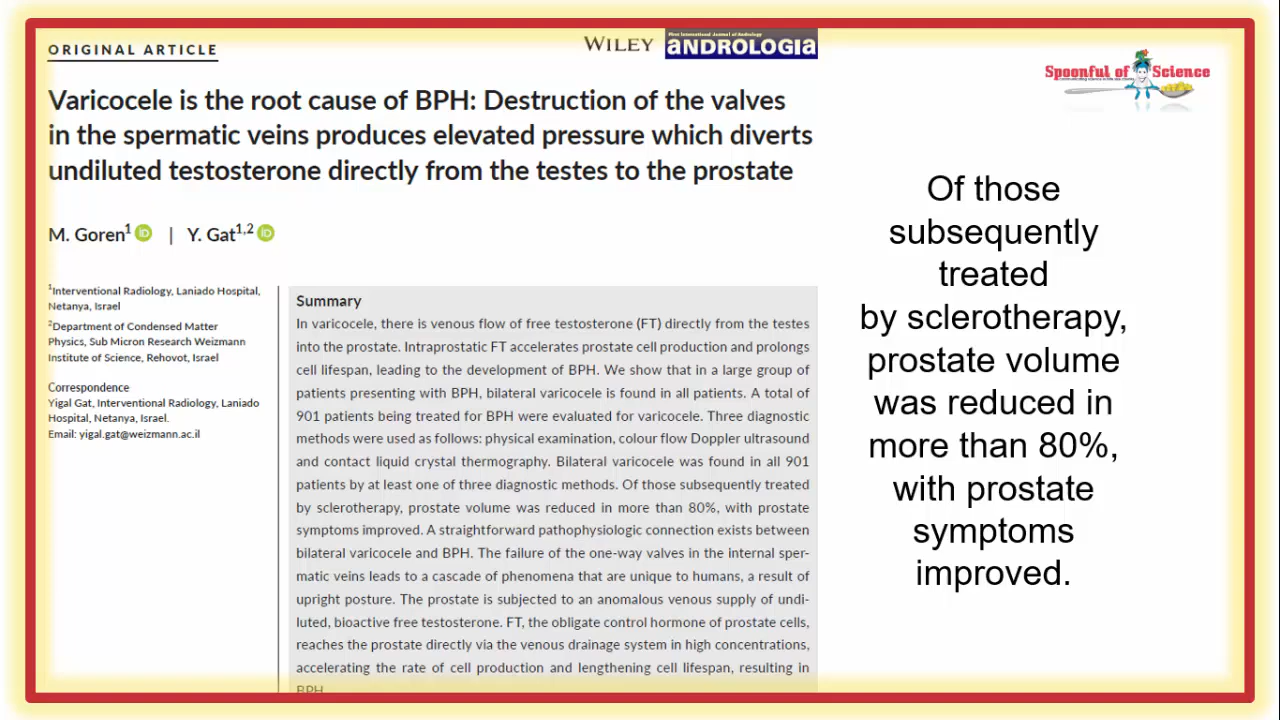 ORIGINAL ARTICLE
WILEY
First International Journal of Andrology
ANDROLOGIA
Spoonful of Science
Varicocele is the root cause of BPH: Destruction of the valves
in the spermatic veins produces elevated pressure which diverts
undiluted testosterone directly from the testes to the prostate
M. Goren1 iD | Y. Gat1,2 iD
1Interventional Radiology, Laniado Hospital,
Netanya, Israel
2Department of Condensed Matter
Physics, Sub Micron Research Weizmann
Institute of Science, Rehovot, Israel
Correspondence
Yigal Gat, Interventional Radiology, Laniado
Hospital, Netanya, Israel.
Email: yigal.gat@weizmann.ac.il
Summary
In varicocele, there is venous flow of free testosterone (FT) directly from the testes
into the prostate. Intraprostatic FT accelerates prostate cell production and prolongs
cell lifespan, leading to the development of BPH. We show that in a large group of
patients presenting with BPH, bilateral varicocele is found in all patients. A total of
901 patients being treated for BPH were evaluated for varicocele. Three diagnostic
methods were used as follows: physical examination, colour flow Doppler ultrasound
and contact liquid crystal thermography. Bilateral varicocele was found in all 901
patients by at least one of three diagnostic methods. Of those subsequently treated
by sclerotherapy, prostate volume was reduced in more than 80%, with prostate
symptoms improved. A straightforward pathophysiologic connection exists between
bilateral varicocele and BPH. The failure of the one-way valves in the internal sper-
matic veins leads to a cascade of phenomena that are unique to humans, a result of
upright posture. The prostate is subjected to an anomalous venous supply of undi-
luted, bioactive free testosterone. FT, the obligate control hormone of prostate cells,
reaches the prostate directly via the venous drainage system in high concentrations,
accelerating the rate of cell production and lengthening cell lifespan, resulting in
BPH.
Of those
subsequently
treated
by sclerotherapy,
prostate volume
was reduced in
more than 80%,
with prostate
symptoms
improved.